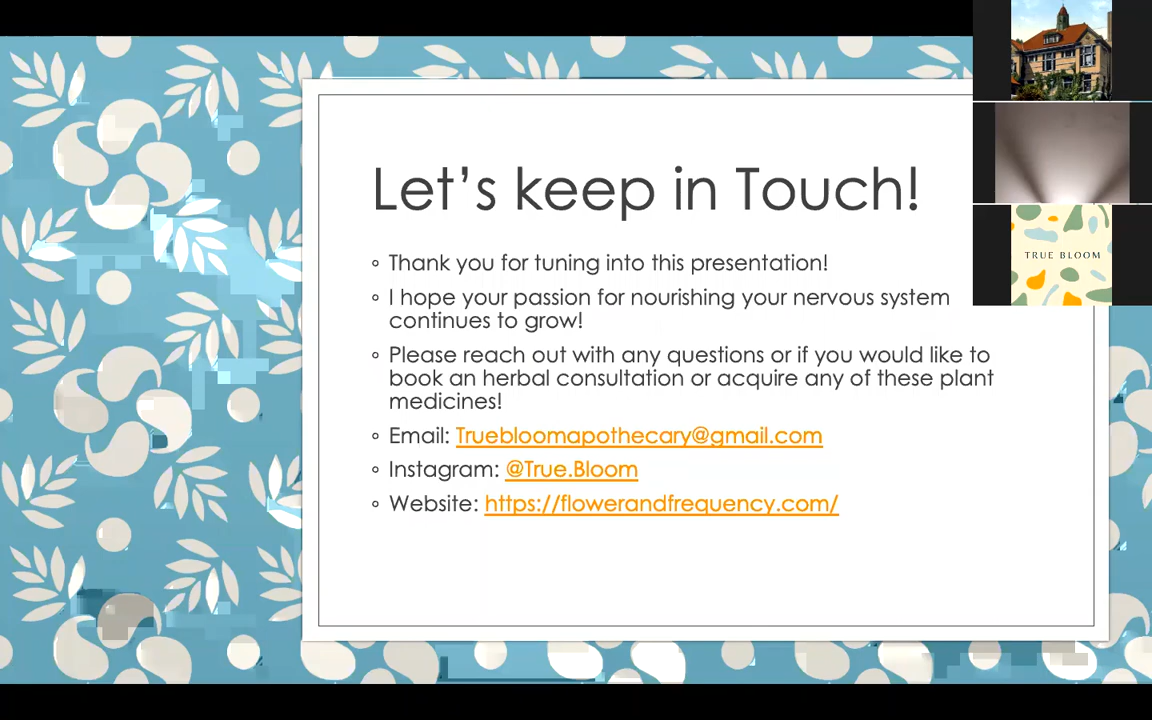 Let's keep in Touch!
◦ Thank you for tuning into this presentation!
◦ I hope your passion for nourishing your nervous system
continues to grow!
◦ Please reach out with any questions or if you would like to
book an herbal consultation or acquire any of these plant
medicines!
◦ Email: Truebloomapothecary@gmail.com
◦ Instagram: @True.Bloom
◦ Website: https://flowerandfrequency.com/
TRUE BLOOM